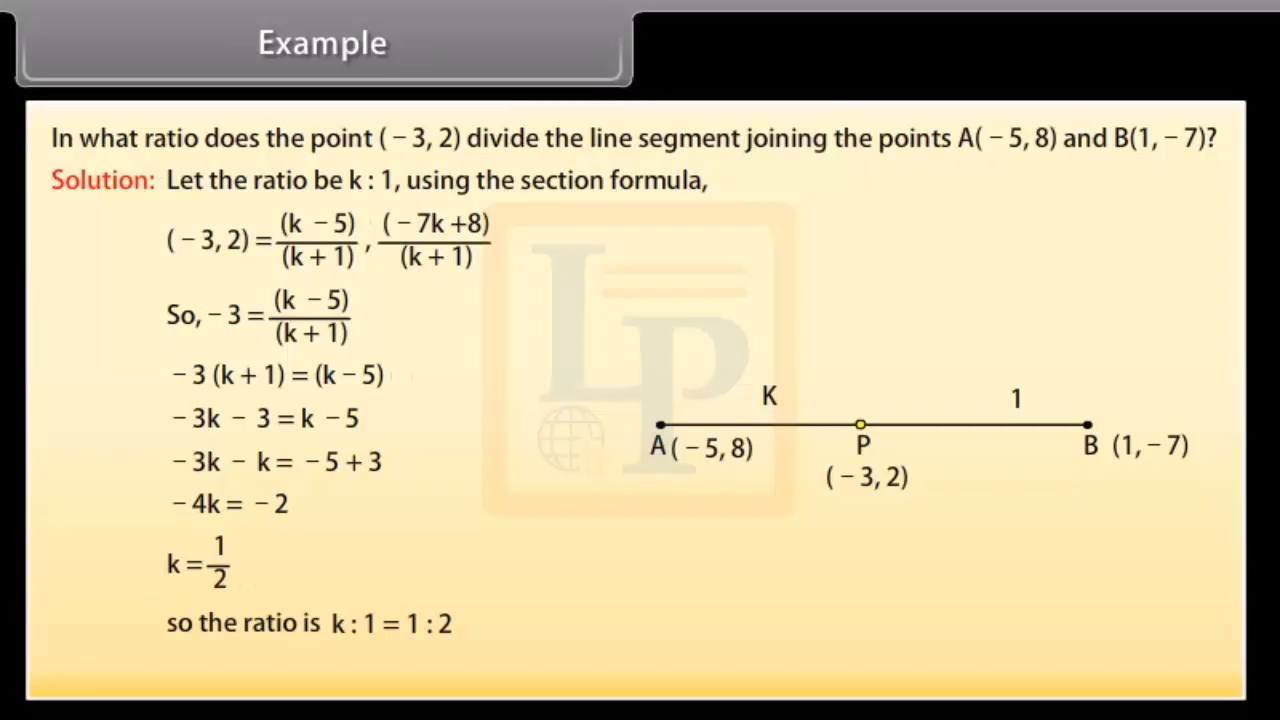 Example
In what ratio does the point ( − 3, 2) divide the line segment joining the points A( − 5, 8) and B(1, − 7)?
Solution: Let the ratio be k : 1, using the section formula,
( − 3, 2) = (k − 5)/(k + 1) , ( − 7k +8)/(k + 1)
So, − 3 = (k − 5)/(k + 1)
− 3 (k + 1) = (k − 5)
− 3k − 3 = k − 5
− 3k − k = − 5 + 3
− 4k = − 2
k = 1/2
so the ratio is k : 1 = 1 : 2
K 1
A ( − 5, 8) P B (1, − 7)
( − 3, 2)
LP